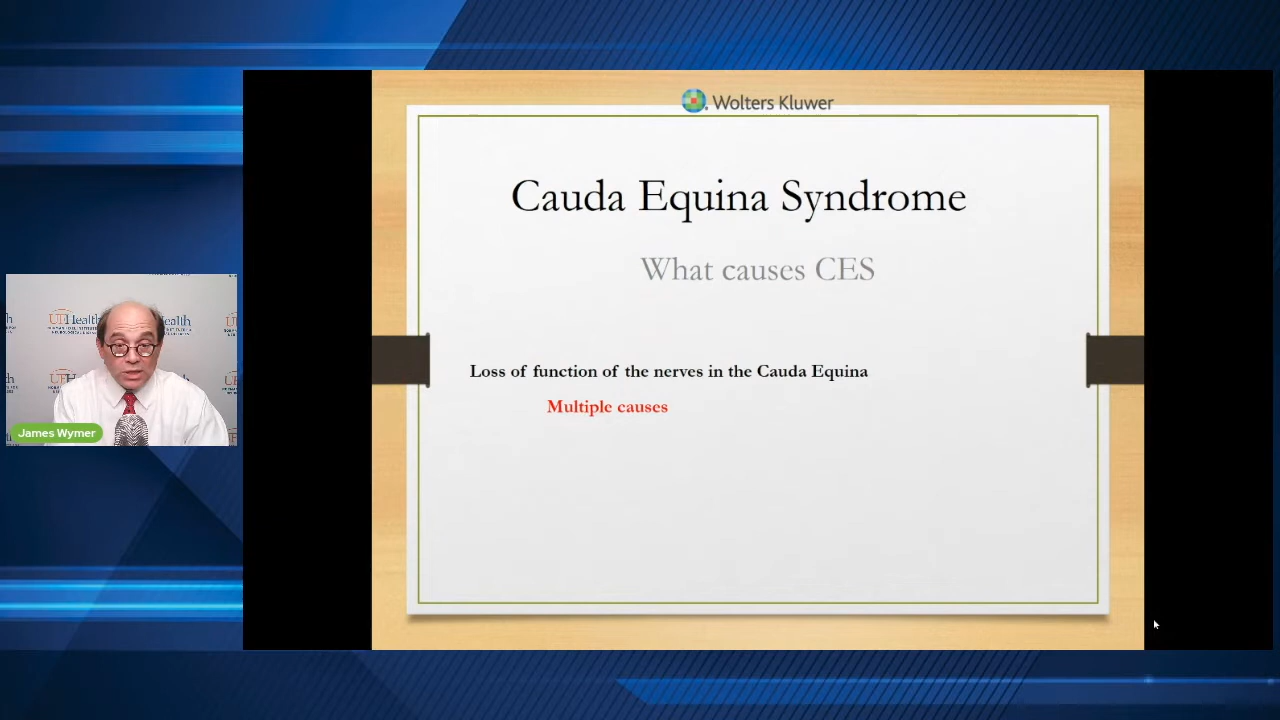 Wolters Kluwer
Cauda Equina Syndrome
What causes CES
Loss of function of the nerves in the Cauda Equina
Multiple causes
UFHealth
James Wymer